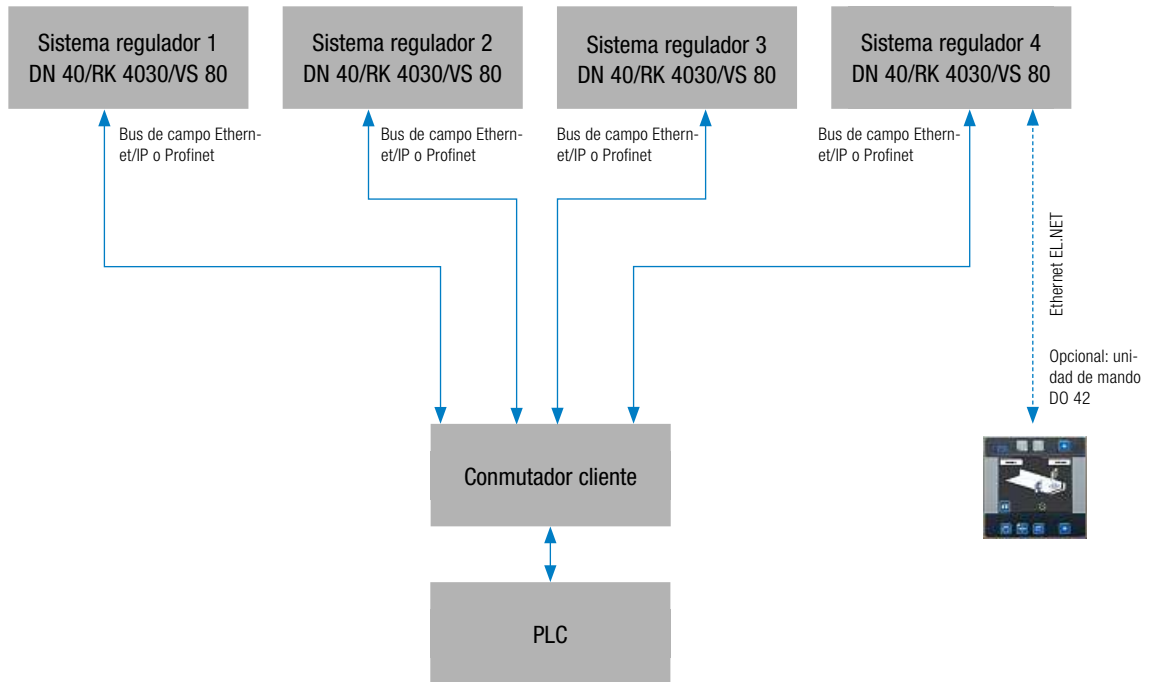 Sistema regulador 1
DN 40/RK 4030/VS 80
Sistema regulador 2
DN 40/RK 4030/VS 80
Sistema regulador 3
DN 40/RK 4030/VS 80
Sistema regulador 4
DN 40/RK 4030/VS 80
Bus de campo Ethern-
et/IP o Profinet
Bus de campo Ethern-
et/IP o Profinet
Bus de campo Ethern-
et/IP o Profinet
Bus de campo Ethern-
et/IP o Profinet
Ethernet EL.NET
Opcional: uni-
dad de mando
DO 42
Conmutador cliente
PLC